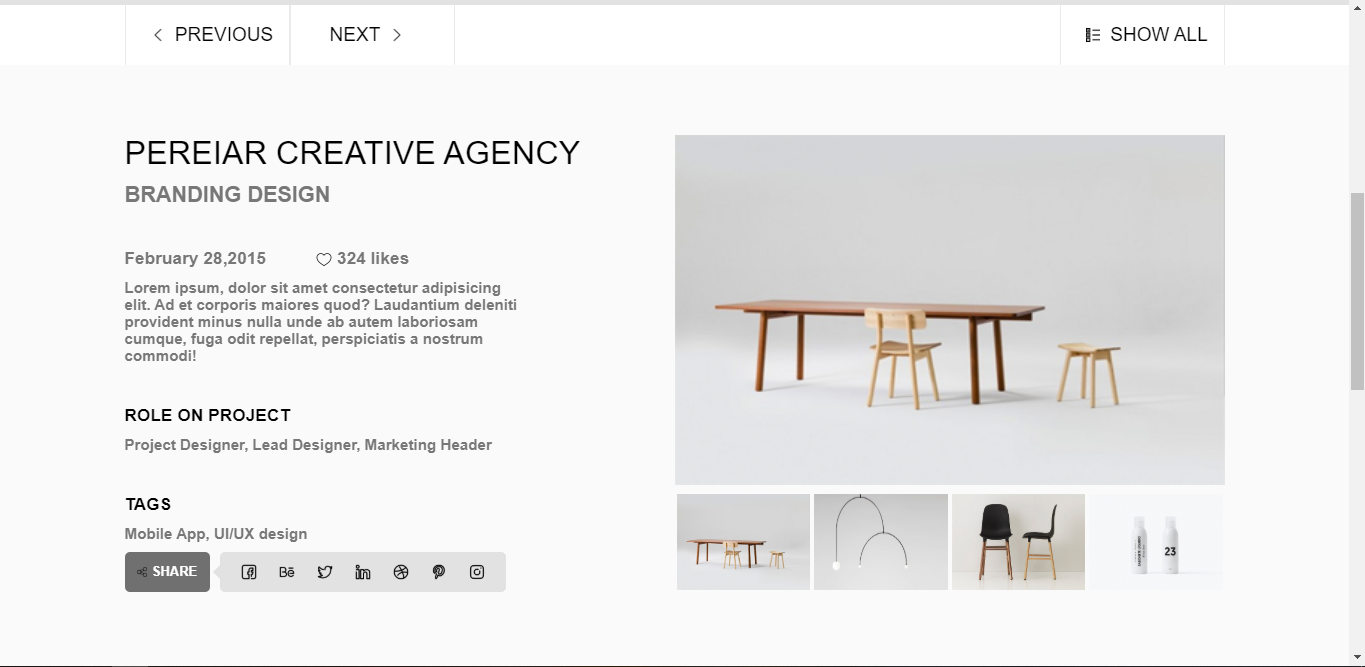 PREVIOUS
NEXT
SHOW ALL
PEREIAR CREATIVE AGENCY
BRANDING DESIGN
February 28,2015
324 likes
Lorem ipsum, dolor sit amet consectetur adipisicing
elit. Ad et corporis maiores quod? Laudantium deleniti
provident minus nulla unde ab autem laboriosam
cumque, fuga odit repellat, perspiciatis a nostrum
commodi!
ROLE ON PROJECT
Project Designer, Lead Designer, Marketing Header
TAGS
Mobile App, UI/UX design
SHARE
23